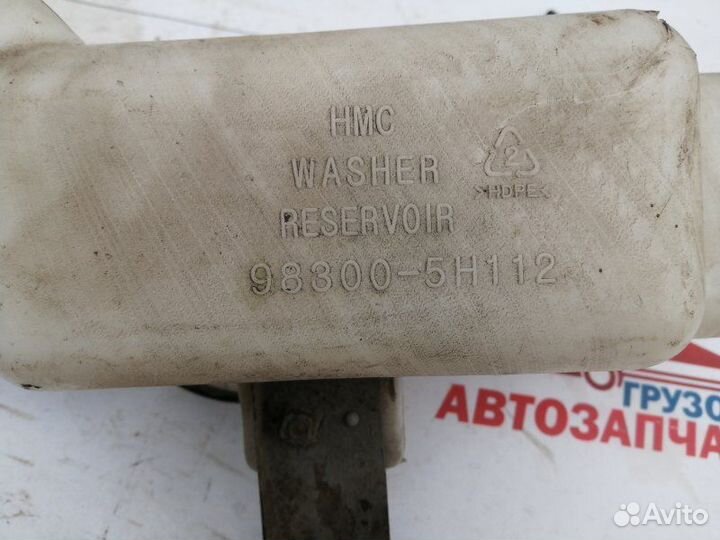 HMC
WASHER
RESERVOIR
98300-5H112
2
>HDPE<
ГРУЗО
АВТОЗАПЧА
Avito